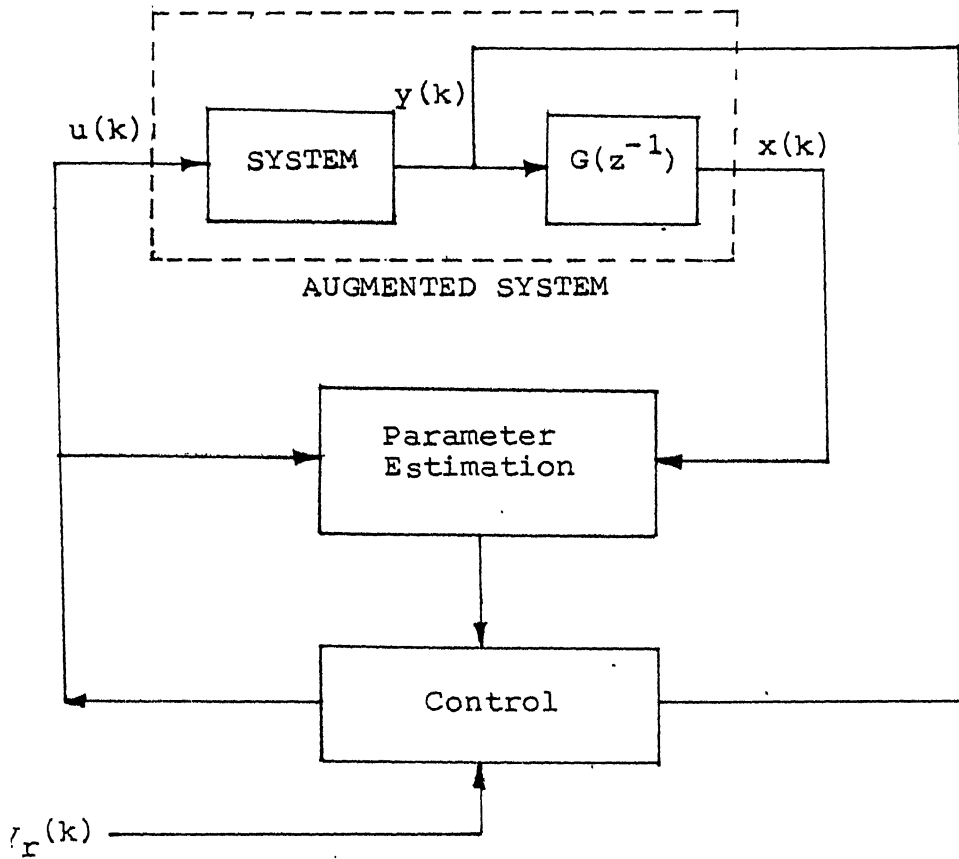 y(k)
u(k)
SYSTEM
G(z⁻¹)
x(k)
AUGMENTED SYSTEM
Parameter
Estimation
Control
r(k)